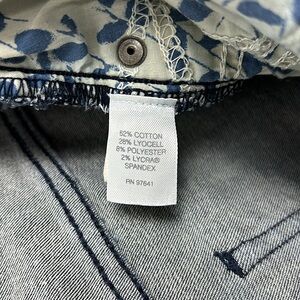 52% COTTON
28% LYOCELL
8% POLYESTER
2% LYCRA®
SPANDEX
RN 97641